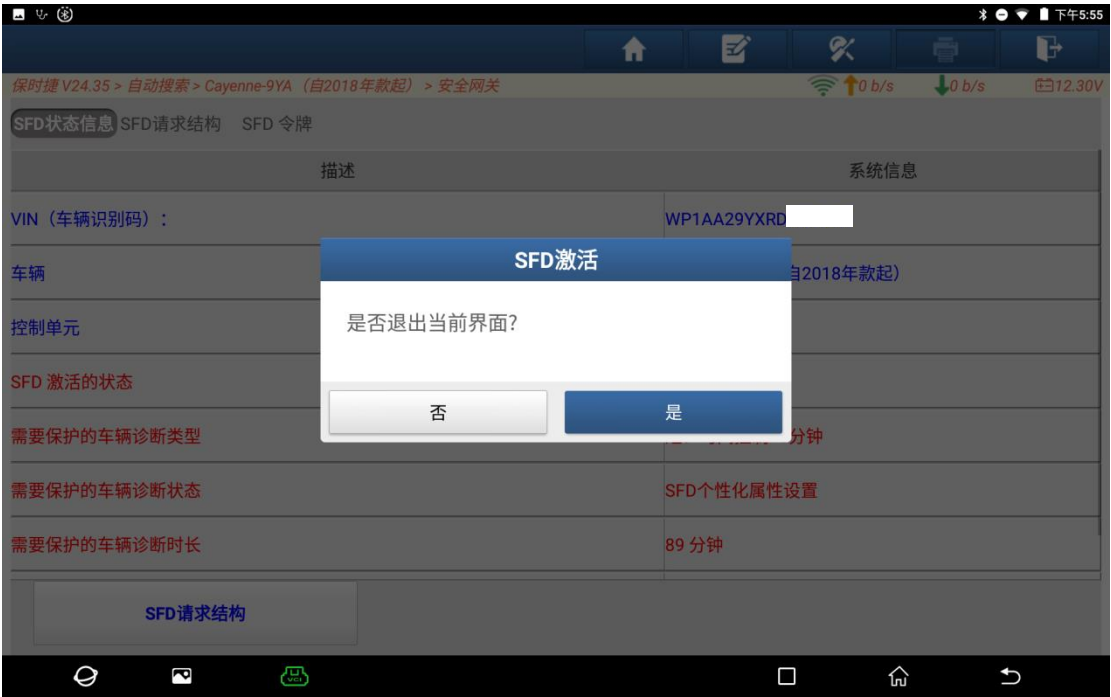 下午5:55
保时捷 V24.35 > 自动搜索 > Cayenne-9YA （自2018年款起） > 安全网关
0 b/s
0 b/s
12.30V
SFD状态信息 SFD请求结构 SFD 令牌
描述 系统信息
VIN（车辆识别码）: WP1AA29YXRD
SFD激活
车辆 自2018年款起）
是否退出当前界面?
控制单元
SFD 激活的状态
否 是
需要保护的车辆诊断类型 分钟
需要保护的车辆诊断状态 SFD个性化属性设置
需要保护的车辆诊断时长 89 分钟
SFD请求结构
VCI